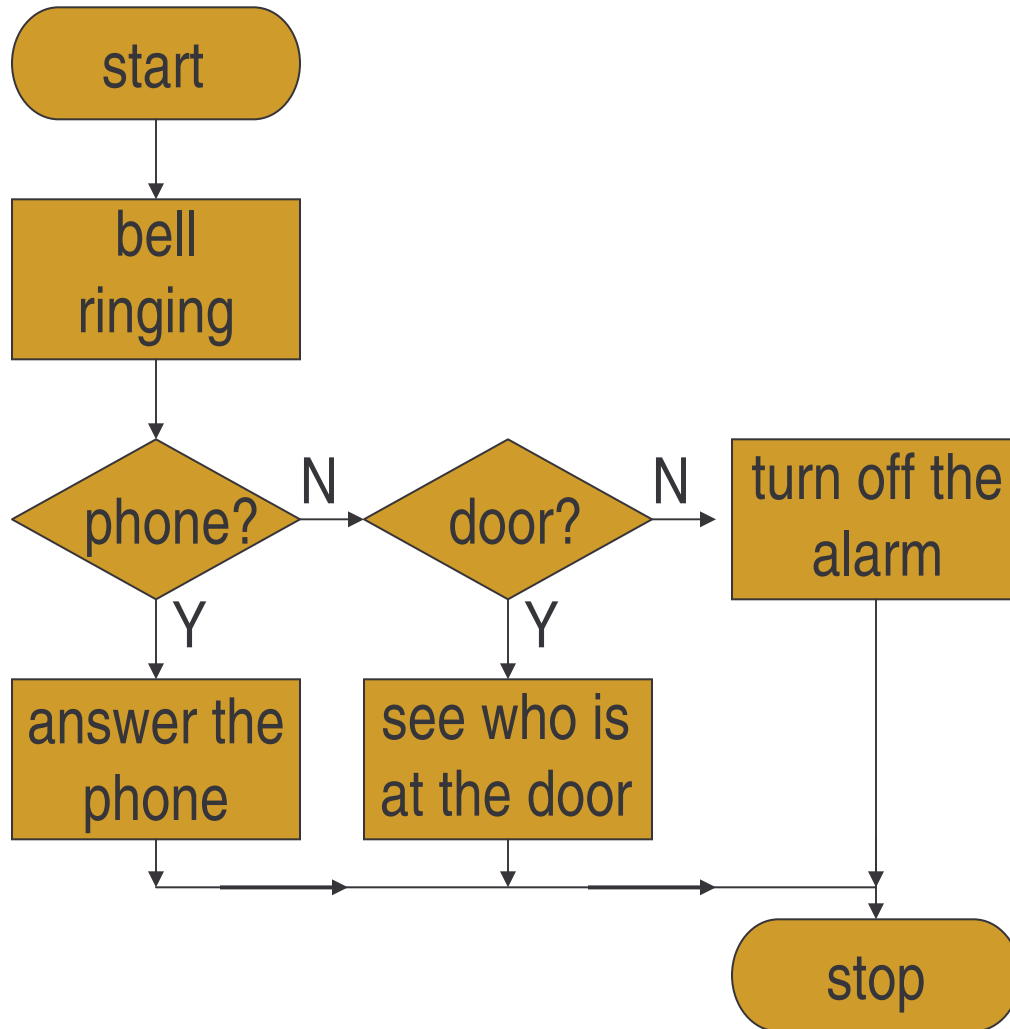 start
bell
ringing
phone?
N
door?
N
turn off the
alarm
Y
Y
answer the
phone
see who is
at the door
stop